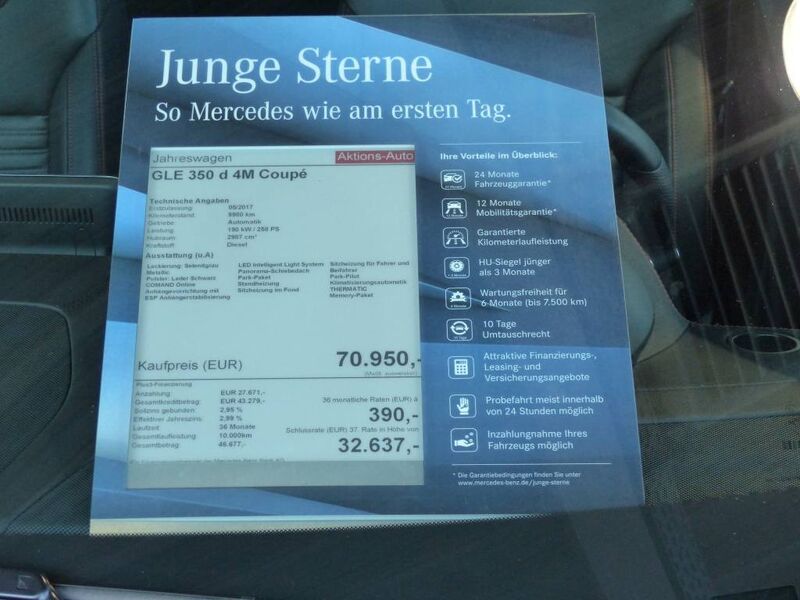 Junge Sterne
So Mercedes wie am ersten Tag.
Jahreswagen
Aktions-Auto
GLE 350 d 4M Coupé
Technische Angaben
Erstzulassung: 06/2017
Kilometerstand: 9900 km
Getriebe Automatik
Leistung: 190 kW / 258 PS
Hubraum: 2987 cm³
Kraftstoff Diesel
Ausstattung (u.A)
Lackierung: Selenitgrau
Metallic
Polster: Leder Schwarz
COMAND Online
Anhängevorrichtung mit
ESP Anhängerstabilisierung
LED Intelligent Light System
Panorama-Schiebedach
Park-Paket
Standheizung
Sitzheizung im Fond
Sitzheizung für Fahrer und
Beifahrer
Park-Pilot
Klimatisierungsautomatik
THERMATIC
Memory-Paket
Kaufpreis (EUR) 70.950,-
Plus3-Finanzierung
Anzahlung: EUR 27.671,-
Gesamtkreditbetrag: EUR 43.279,-
Sollzins gebunden: 2,95 %
Effektiver Jahreszins: 2,99 %
Laufzeit: 36 Monate
Gesamtlaufleistung 10.000km
Gesamtbetrag: 46.677,-
36 monatliche Raten (EUR) à
390,-
Schlussrate (EUR) 37. Rate in Höhe von
32.637,-
Ihre Vorteile im Überblick:
24 Monate
Fahrzeuggarantie*
12 Monate
Mobilitätsgarantie*
Garantierte
Kilometerlaufleistung
HU-Siegel jünger
als 3 Monate
Wartungsfreiheit für
6 Monate (bis 7.500 km)
10 Tage
Umtauschrecht
Attraktive Finanzierungs-,
Leasing- und
Versicherungsangebote
Probefahrt meist innerhalb
von 24 Stunden möglich
Inzahlungnahme Ihres
Fahrzeugs möglich
* Die Garantiebedingungen finden Sie unter
www.mercedes-benz.de/junge-sterne